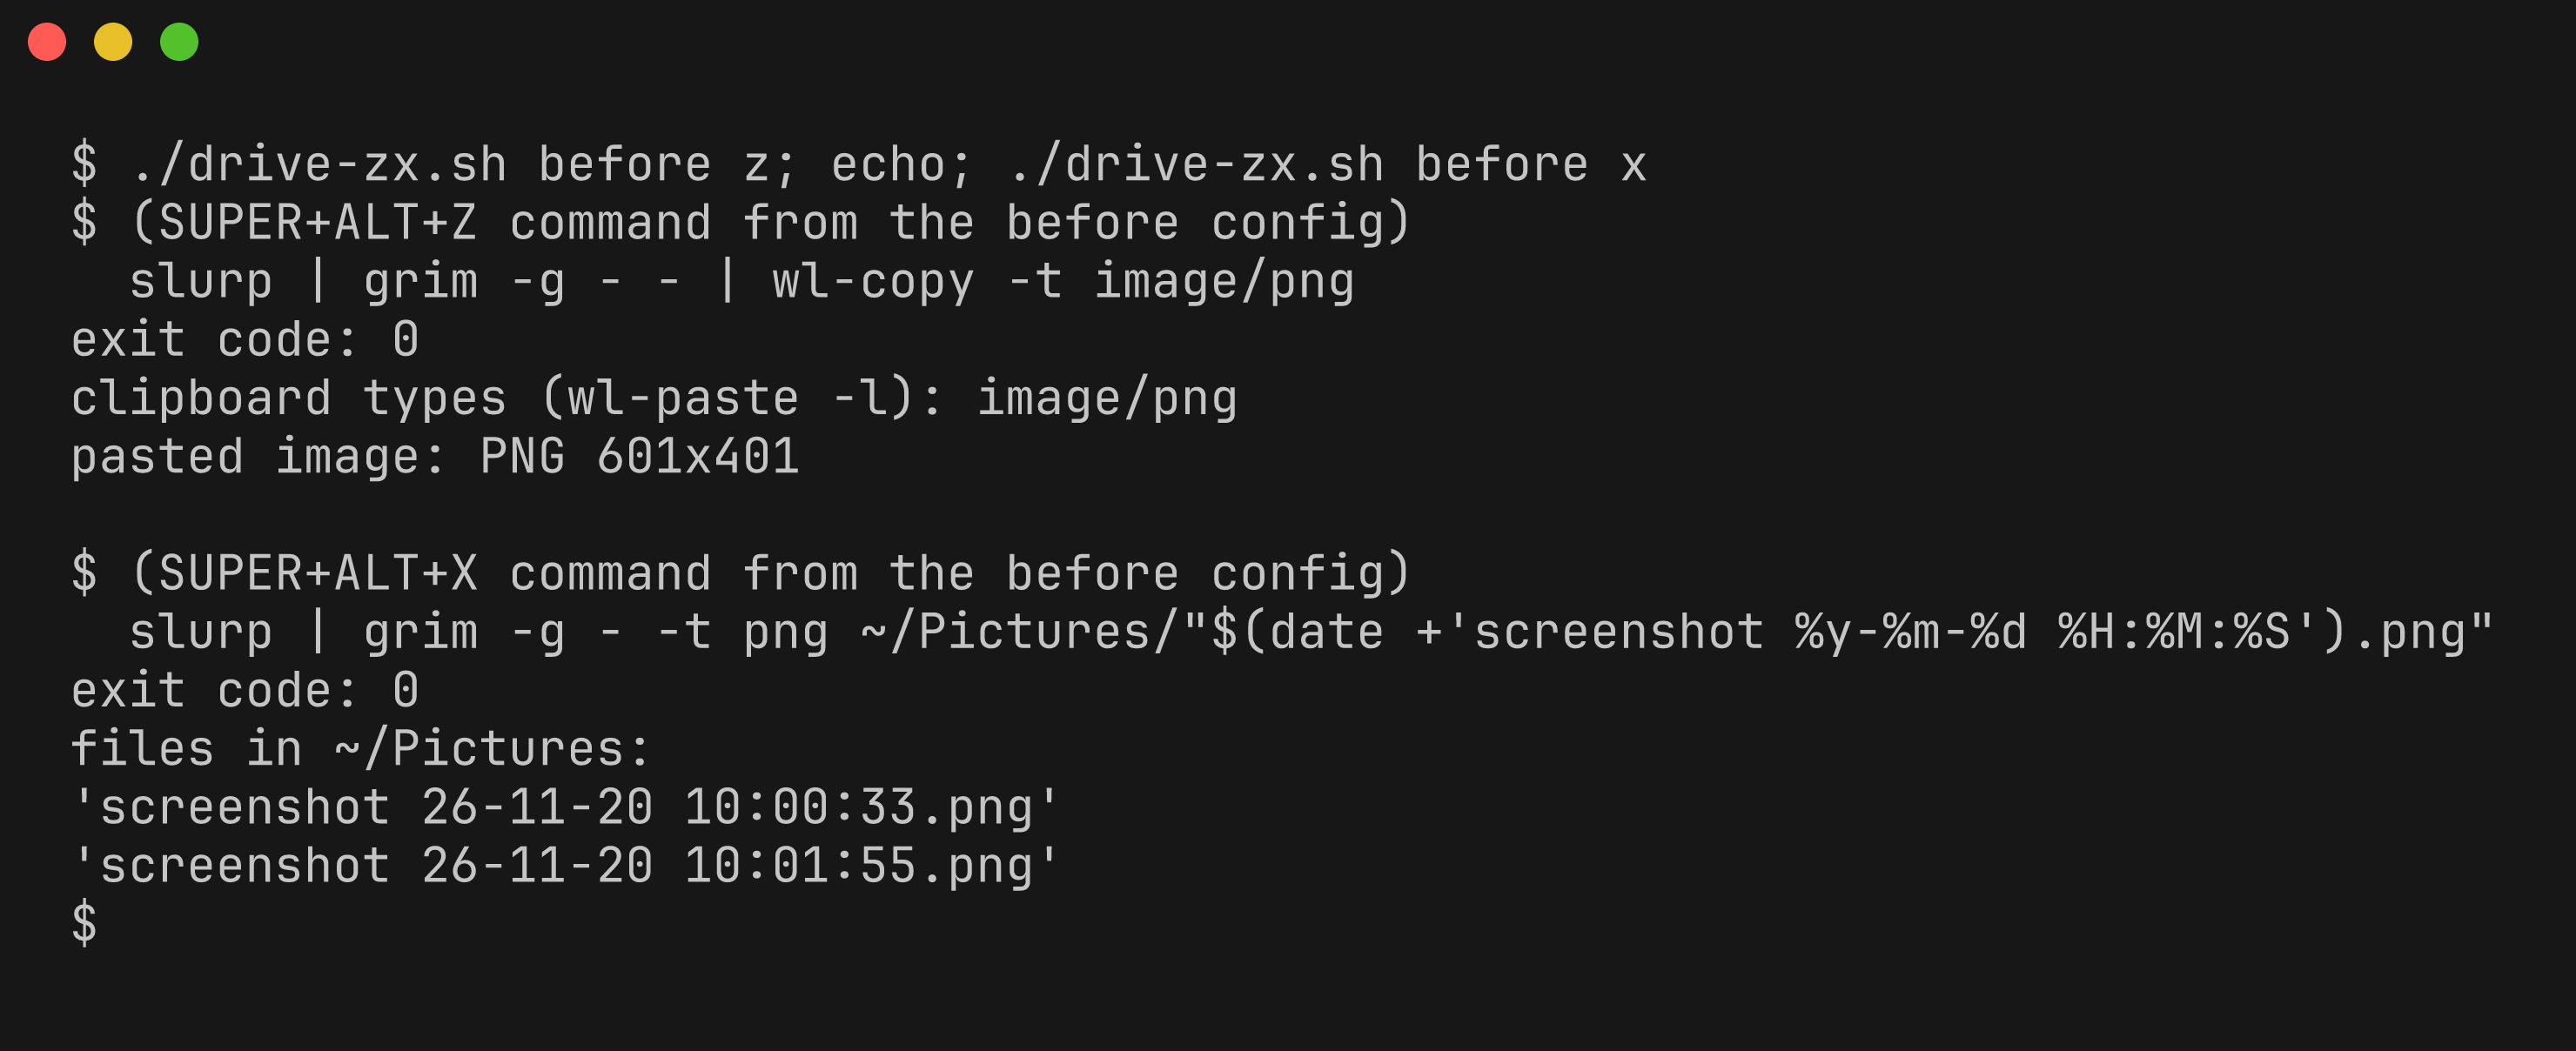 $ ./drive-zx.sh before z; echo; ./drive-zx.sh before x
$ (SUPER+ALT+Z command from the before config)
  slurp | grim -g - - | wl-copy -t image/png
exit code: 0
clipboard types (wl-paste -l): image/png
pasted image: PNG 601x401

$ (SUPER+ALT+X command from the before config)
  slurp | grim -g - -t png ~/Pictures/"$(date +'screenshot %y-%m-%d %H:%M:%S').png"
exit code: 0
files in ~/Pictures:
'screenshot 26-11-20 10:00:33.png'
'screenshot 26-11-20 10:01:55.png'
$